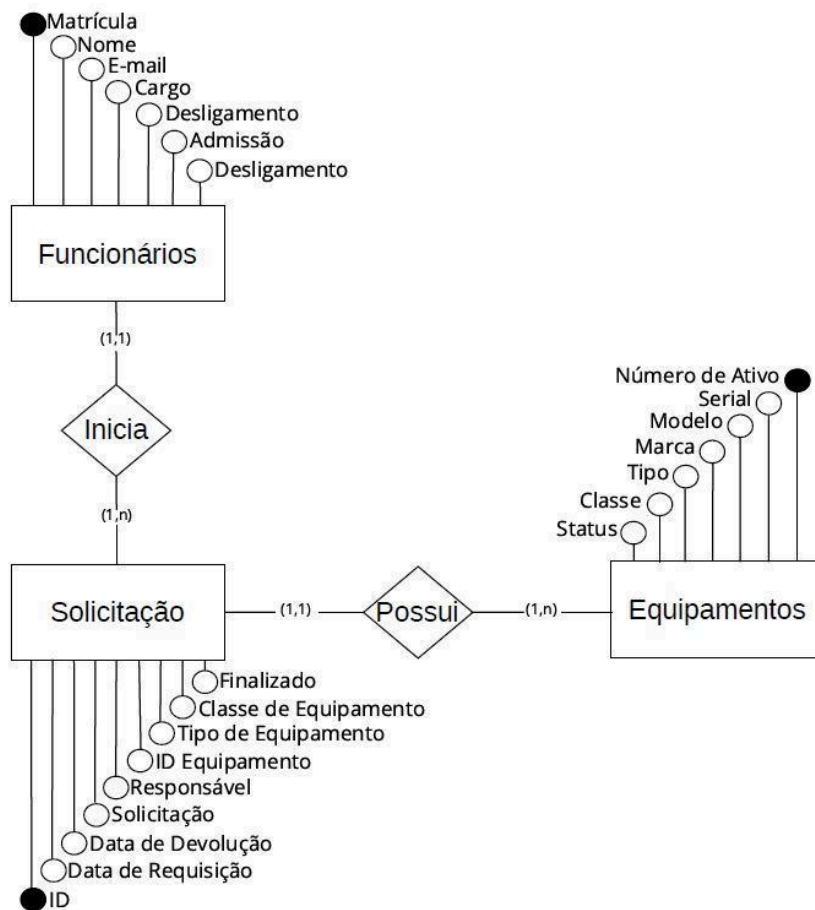 Matrícula
Nome
E-mail
Cargo
Desligamento
Admissão
Desligamento
Funcionários
(1,1)
Inicia
(1,n)
Número de Ativo
Serial
Modelo
Marca
Tipo
Classe
Status
Solicitação
(1,1)
Possui
(1,n)
Equipamentos
Finalizado
Classe de Equipamento
Tipo de Equipamento
ID Equipamento
Responsável
Solicitação
Data de Devolução
Data de Requisição
ID